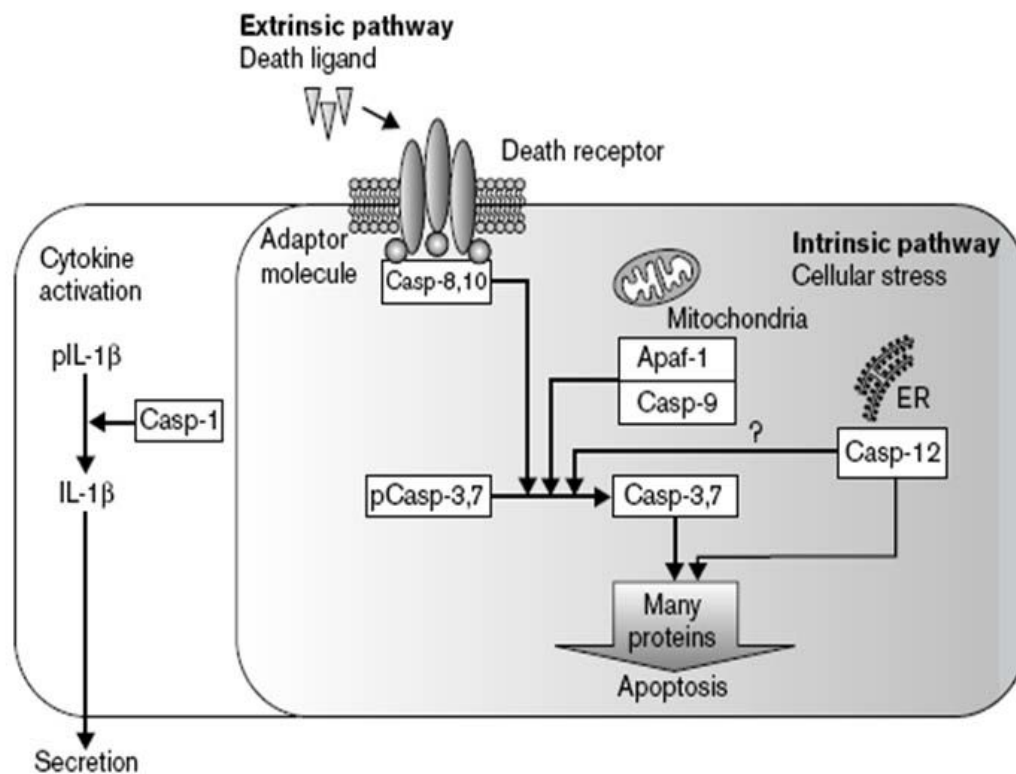 Extrinsic pathway
Death ligand
Death receptor
Cytokine
activation
Adaptor
molecule
Casp-8,10
Intrinsic pathway
Cellular stress
Mitochondria
pIL-1β
Apaf-1
Casp-9
ER
Casp-1
?
Casp-12
IL-1β
pCasp-3,7
Casp-3,7
Many
proteins
Apoptosis
Secretion